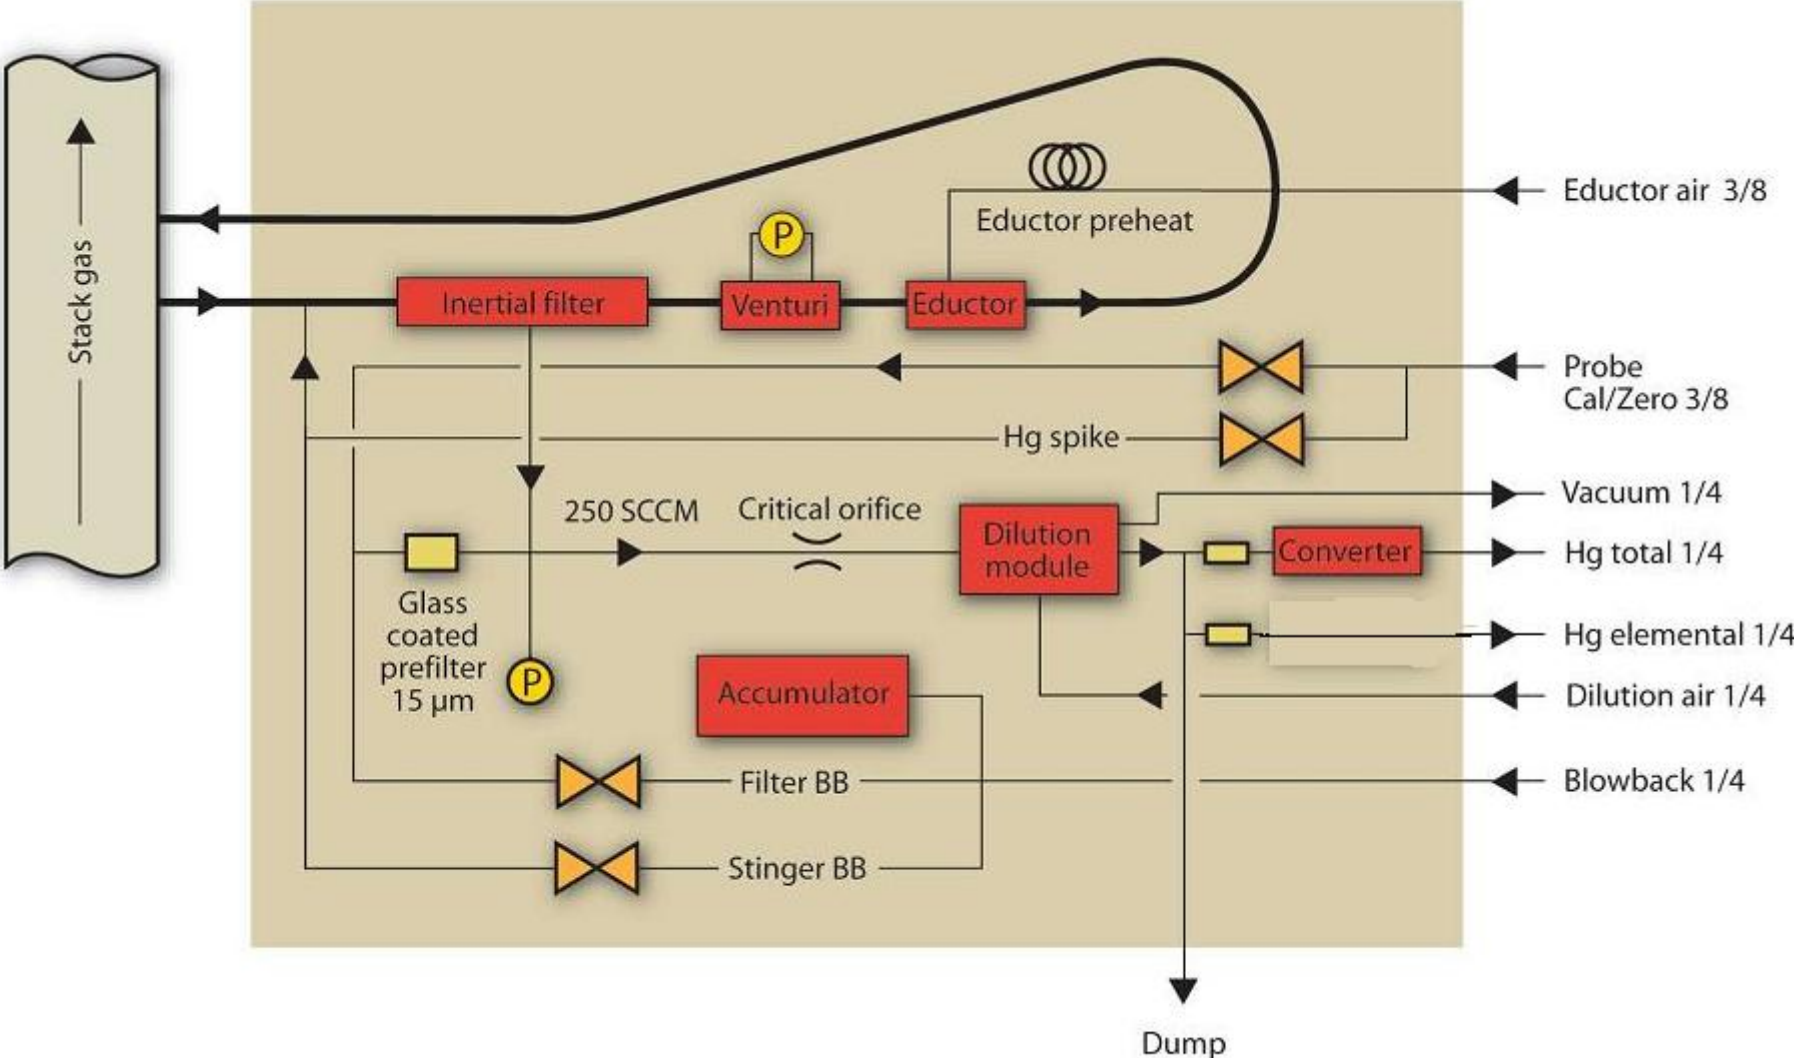 Stack gas
Eductor air 3/8
Eductor preheat
P
Inertial filter
Venturi
Eductor
Probe
Cal/Zero 3/8
Hg spike
Vacuum 1/4
250 SCCM
Critical orifice
Dilution
module
Converter
Hg total 1/4
Glass
coated
prefilter
15 µm
P
Hg elemental 1/4
Accumulator
Dilution air 1/4
Filter BB
Blowback 1/4
Stinger BB
Dump